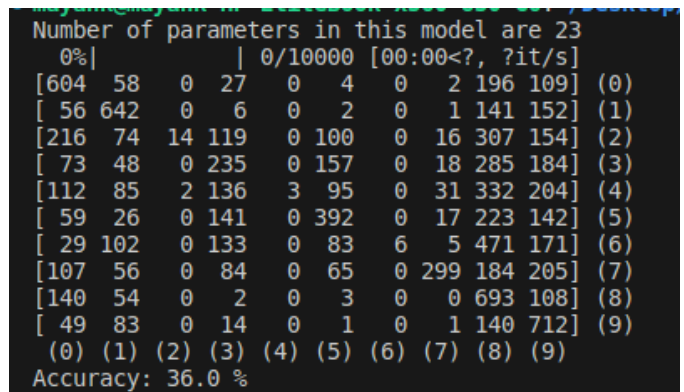 Number of parameters in this model are 23
0%| | 0/10000 [00:00<?, ?it/s]
[604 58 0 27 0 4 0 2 196 109] (0)
[ 56 642 0 6 0 2 0 1 141 152] (1)
[216 74 14 119 0 100 0 16 307 154] (2)
[ 73 48 0 235 0 157 0 18 285 184] (3)
[112 85 2 136 3 95 0 31 332 204] (4)
[ 59 26 0 141 0 392 0 17 223 142] (5)
[ 29 102 0 133 0 83 6 5 471 171] (6)
[107 56 0 84 0 65 0 299 184 205] (7)
[140 54 0 2 0 3 0 0 693 108] (8)
[ 49 83 0 14 0 1 0 1 140 712] (9)
(0) (1) (2) (3) (4) (5) (6) (7) (8) (9)
Accuracy: 36.0 %